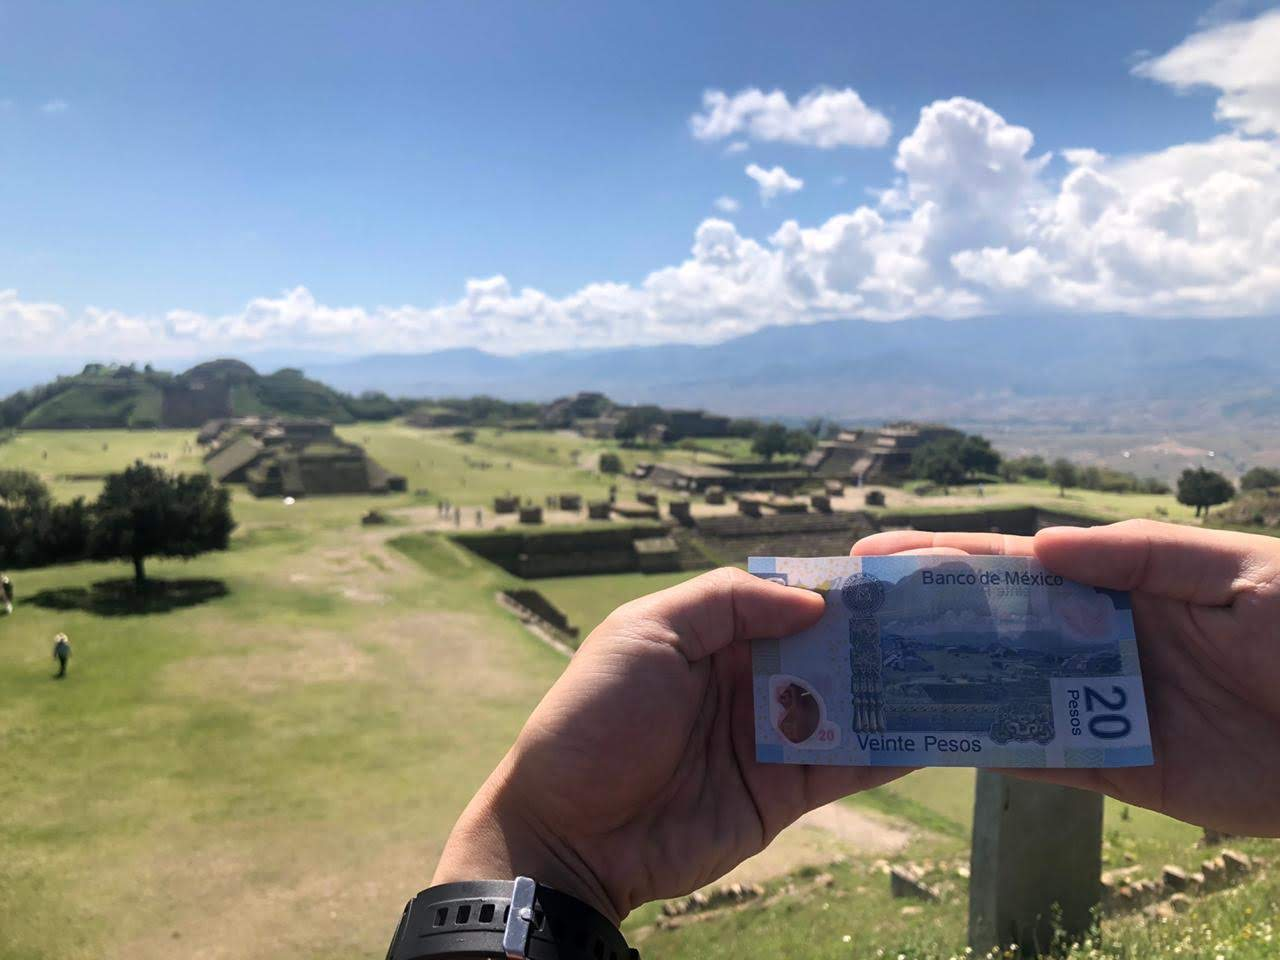 Banco de México
20
Pesos
20
Veinte Pesos